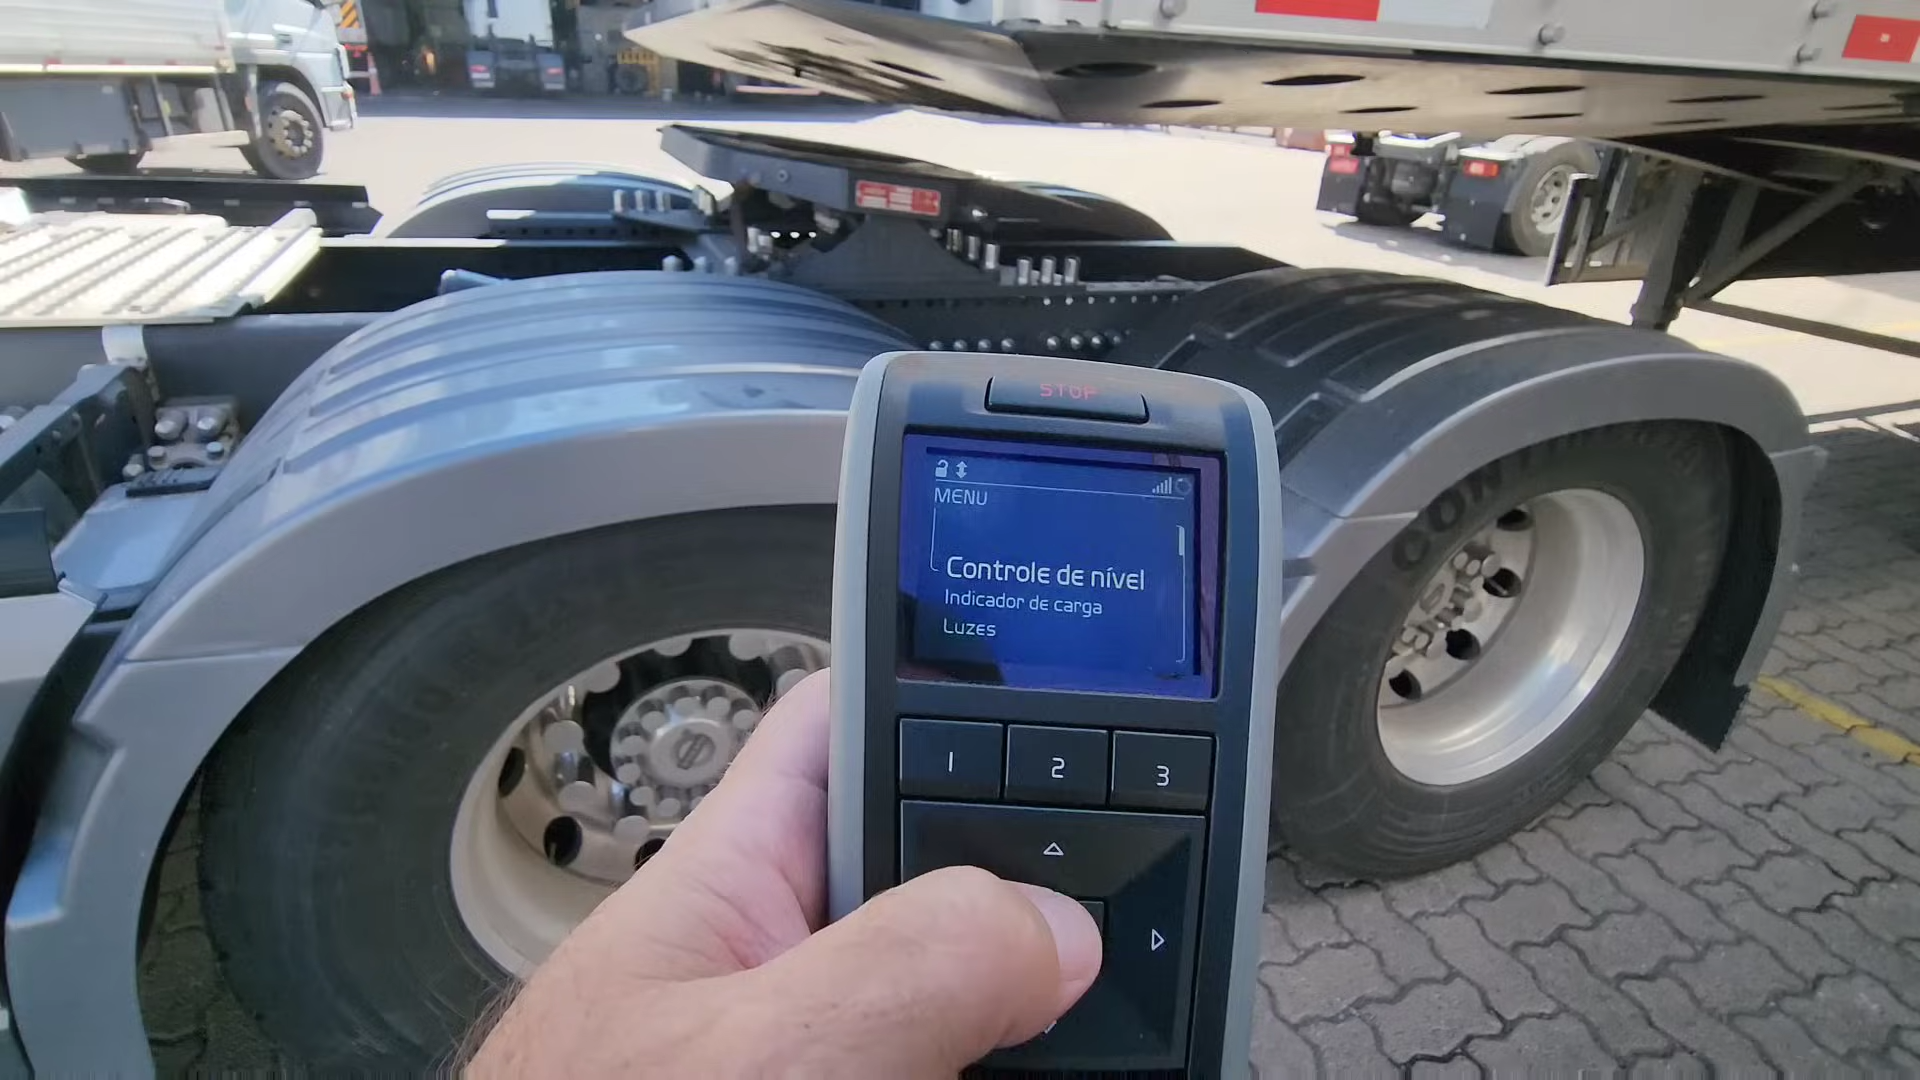 STOP
MENU
Controle de nível
Indicador de carga
Luzes
1
2
3